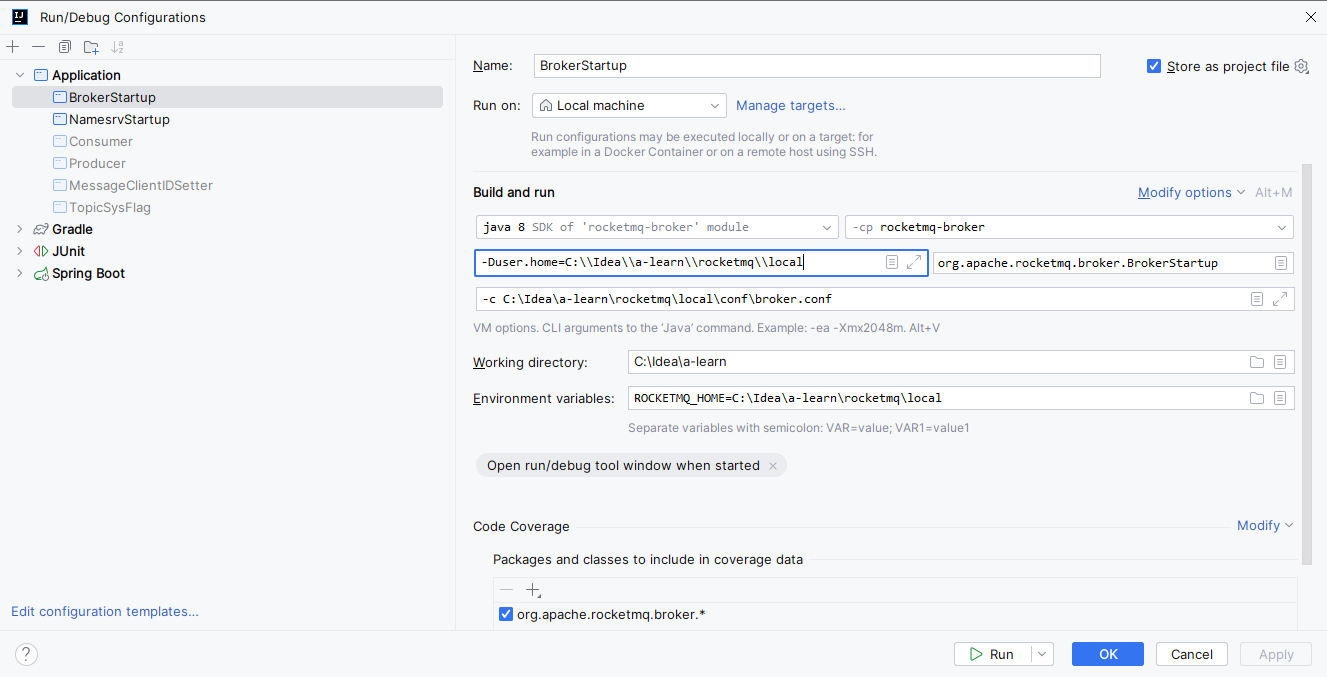 IJ Run/Debug Configurations
Application
BrokerStartup
NamesrvStartup
Consumer
Producer
MessageClientIDSetter
TopicSysFlag
Gradle
JUnit
Spring Boot
Edit configuration templates...
Name: BrokerStartup Store as project file
Run on: Local machine Manage targets...
Run configurations may be executed locally or on a target: for
example in a Docker Container or on a remote host using SSH.
Build and run Modify options Alt+M
java 8 SDK of 'rocketmq-broker' module -cp rocketmq-broker
-Duser.home=C:\\Idea\\a-learn\\rocketmq\\local org.apache.rocketmq.broker.BrokerStartup
-c C:\Idea\a-learn\rocketmq\local\conf\broker.conf
VM options. CLI arguments to the ‘Java’ command. Example: -ea -Xmx2048m. Alt+V
Working directory: C:\Idea\a-learn
Environment variables: ROCKETMQ_HOME=C:\Idea\a-learn\rocketmq\local
Separate variables with semicolon: VAR=value; VAR1=value1
Open run/debug tool window when started
Code Coverage Modify
Packages and classes to include in coverage data
org.apache.rocketmq.broker.*
? Run OK Cancel Apply